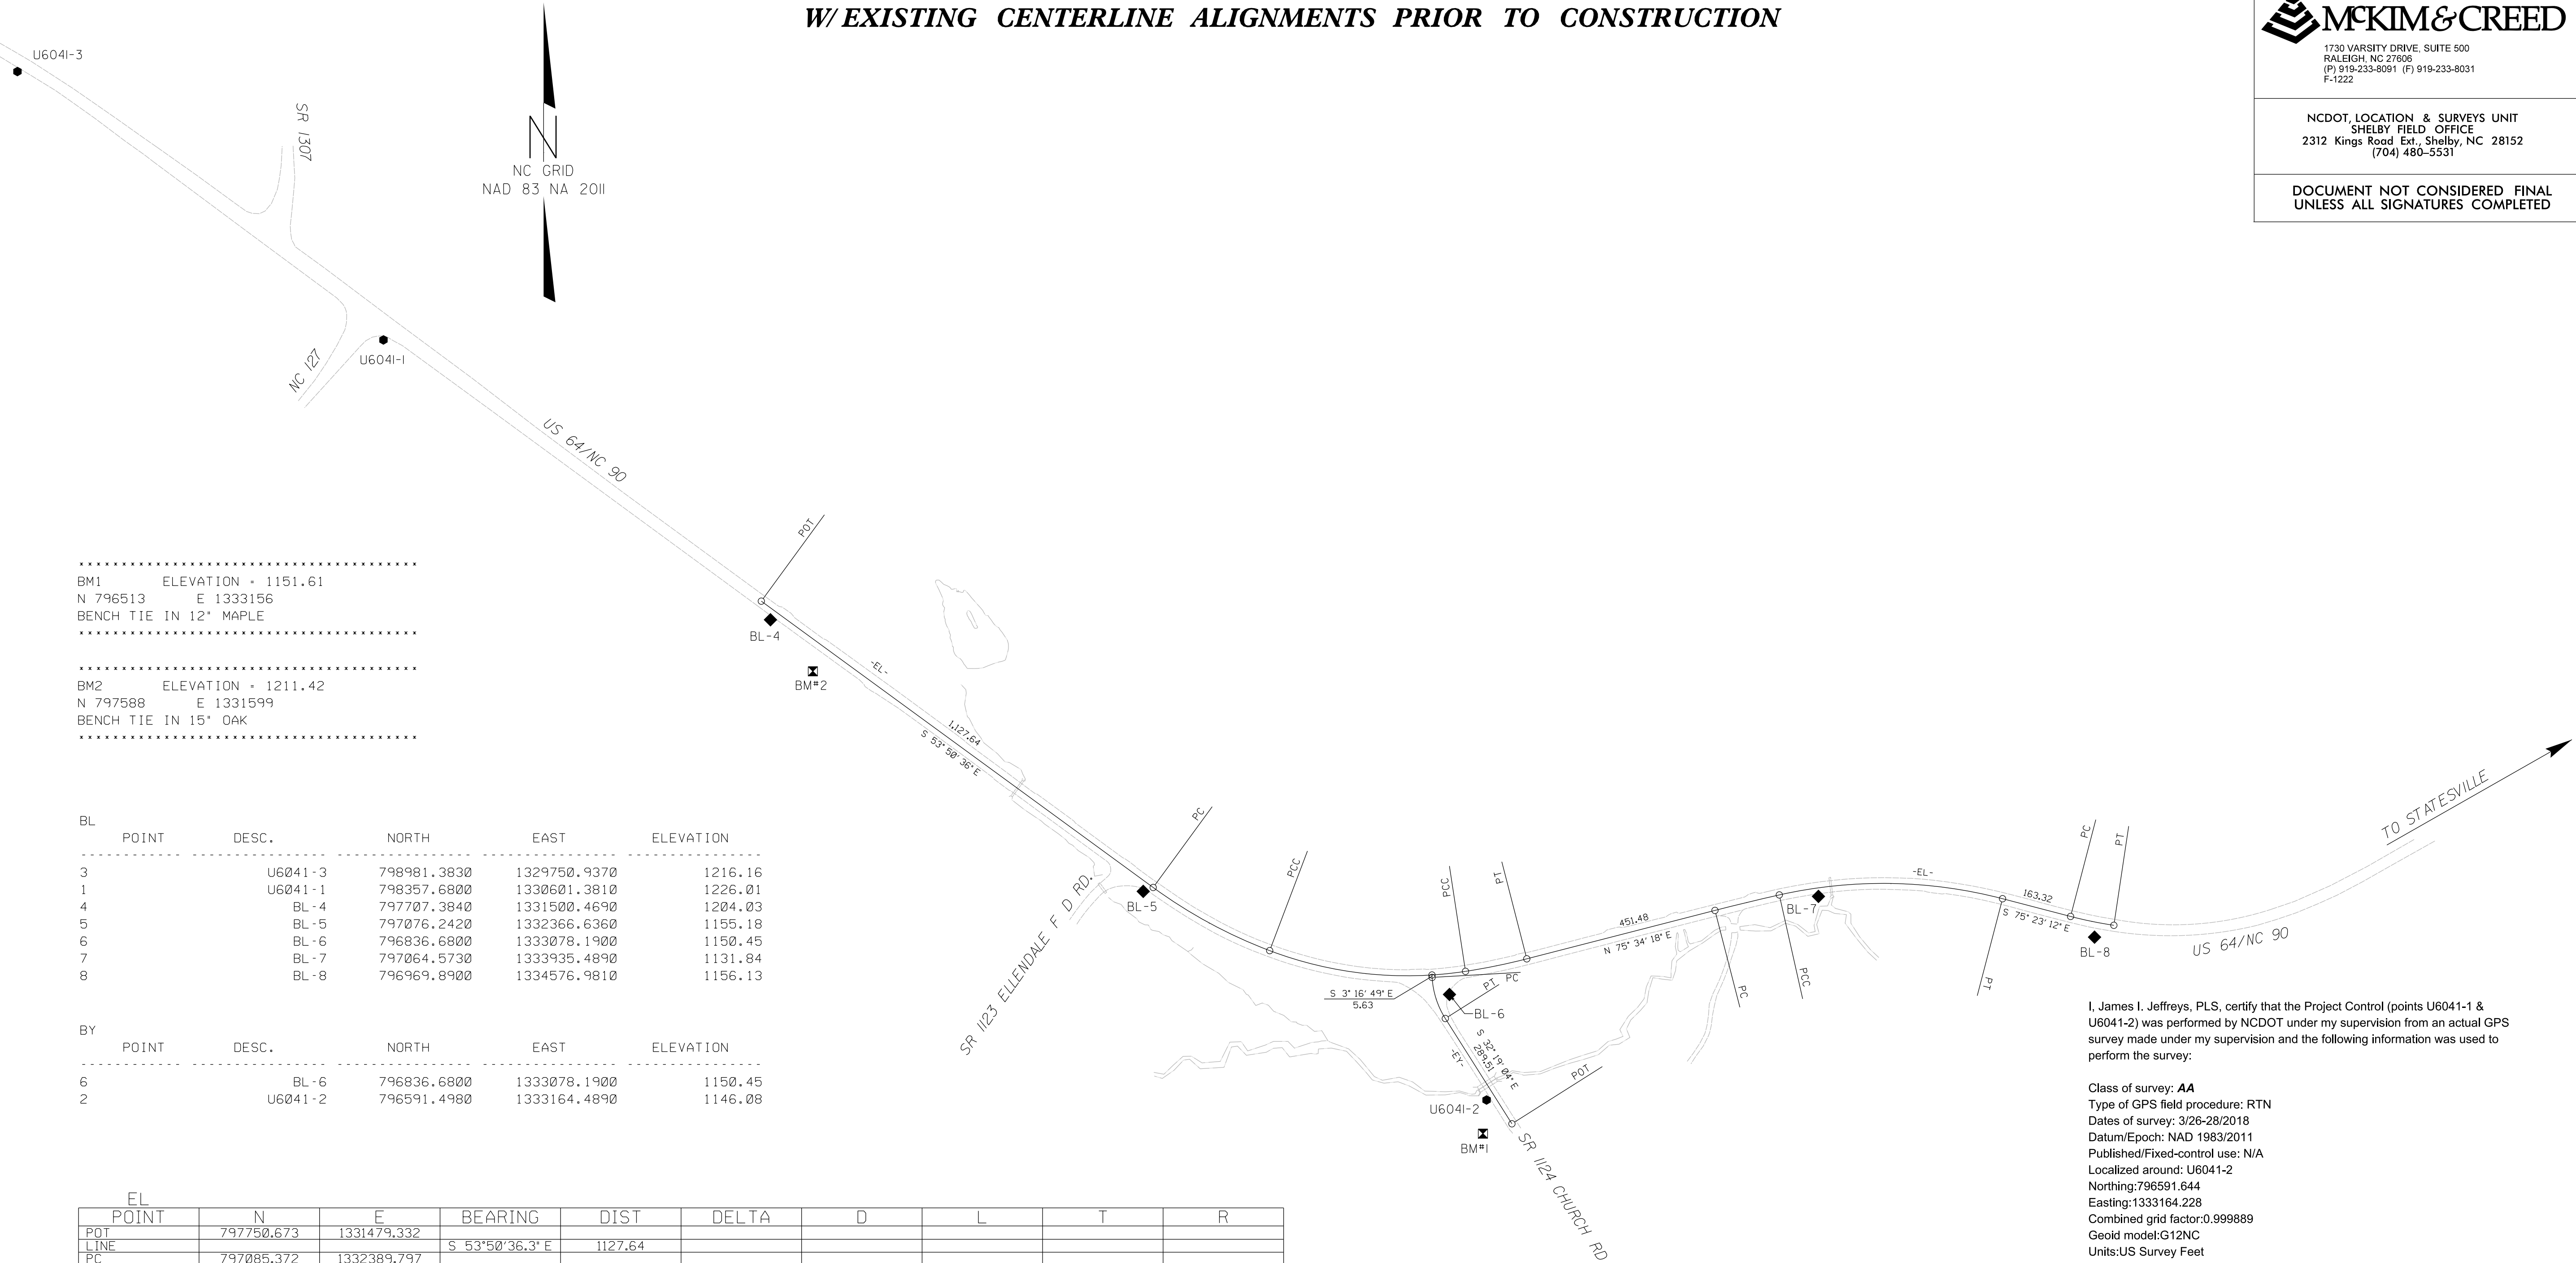 W/ EXISTING CENTERLINE ALIGNMENTS PRIOR TO CONSTRUCTION
McKIM&CREED
1730 VARSITY DRIVE, SUITE 500
RALEIGH, NC 27606
(P) 919-233-8091 (F) 919-233-8031
F-1222
NCDOT, LOCATION & SURVEYS UNIT
SHELBY FIELD OFFICE
2312 Kings Road Ext., Shelby, NC 28152
(704) 480-5531
DOCUMENT NOT CONSIDERED FINAL
UNLESS ALL SIGNATURES COMPLETED
U6041-3
SR 1307
N
NC GRID
NAD 83 NA 2011
NC 127
U6041-1
US 64/NC 90
POT
BL-4
BM#2
-EL-
1,127.64
S 53° 50' 36" E
SR 1123 ELLENDALE F D RD.
BL-5
PC
PCC
PCC
PT
S 3° 16' 49" E
5.63
PC
PT
BL-6
-EY-
S 32° 19' 04" E
289.51
POT
U6041-2
BM#1
SR 1124 CHURCH RD
451.48
N 75° 34' 18" E
PC
PCC
BL-7
-EL-
PT
163.32
S 75° 23' 12" E
PC
PT
BL-8
US 64/NC 90
TO STATESVILLE
****************************************
BM1 ELEVATION = 1151.61
N 796513 E 1333156
BENCH TIE IN 12" MAPLE
****************************************
****************************************
BM2 ELEVATION = 1211.42
N 797588 E 1331599
BENCH TIE IN 15" OAK
****************************************
BL
POINT DESC. NORTH EAST ELEVATION
3 U6041-3 798981.3830 1329750.9370 1216.16
1 U6041-1 798357.6800 1330601.3810 1226.01
4 BL-4 797707.3840 1331500.4690 1204.03
5 BL-5 797076.2420 1332366.6360 1155.18
6 BL-6 796836.6800 1333078.1900 1150.45
7 BL-7 797064.5730 1333935.4890 1131.84
8 BL-8 796969.8900 1334576.9810 1156.13
BY
POINT DESC. NORTH EAST ELEVATION
6 BL-6 796836.6800 1333078.1900 1150.45
2 U6041-2 796591.4980 1333164.4890 1146.08
EL
POINT N E BEARING DIST DELTA D L T R
POT 797750.673 1331479.332
LINE S 53°50'36.3" E 1127.64
PC 797085.372 1332389.797
I, James I. Jeffreys, PLS, certify that the Project Control (points U6041-1 &
U6041-2) was performed by NCDOT under my supervision from an actual GPS
survey made under my supervision and the following information was used to
perform the survey:
Class of survey: AA
Type of GPS field procedure: RTN
Dates of survey: 3/26-28/2018
Datum/Epoch: NAD 1983/2011
Published/Fixed-control use: N/A
Localized around: U6041-2
Northing:796591.644
Easting:1333164.228
Combined grid factor:0.999889
Geoid model:G12NC
Units:US Survey Feet